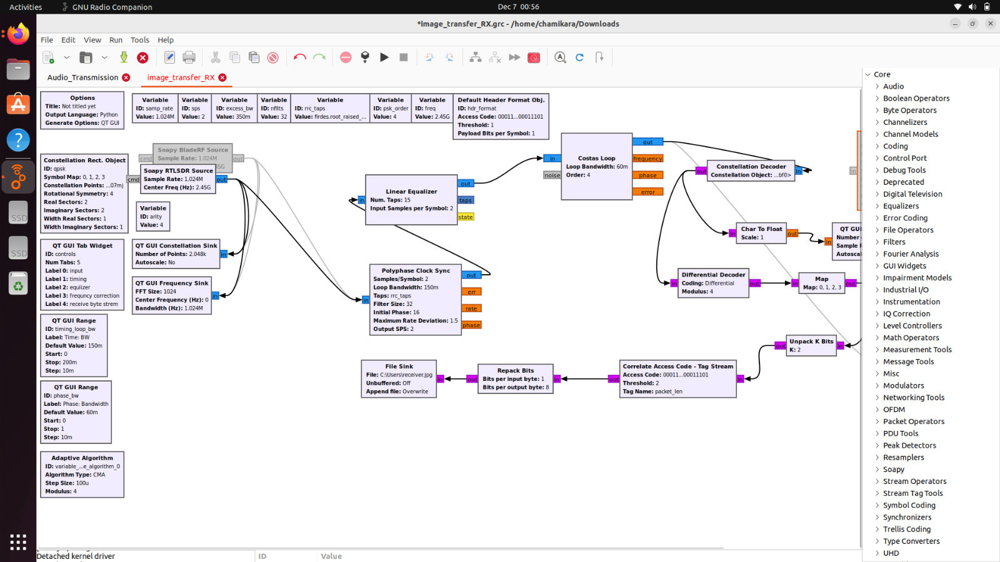 Activities
GNU Radio Companion
Dec 7 00:56
*image_transfer_RX.grc - /home/chamikara/Downloads
File Edit View Run Tools Help
Audio_Transmission
image_transfer_RX
Options
Title: Not titled yet
Output Language: Python
Generate Options: QT GUI
Variable
ID: samp_rate
Value: 1.024M
Variable
ID: sps
Value: 2
Variable
ID: excess_bw
Value: 350m
Variable
ID: nfilts
Value: 32
Variable
ID: rrc_taps
Value: firdes.root_raised_...
Variable
ID: psk_order
Value: 4
Variable
ID: freq
Value: 2.45G
Default Header Format Obj.
ID: hdr_format
Access Code: 00011...00011101
Threshold: 1
Payload Bits per Symbol: 1
Soapy BladeRF Source
Sample Rate: 1.024M
45G
cmd
out
Soapy RTLSDR Source
Sample Rate: 1.024M
Center Freq (Hz): 2.45G
cmd
out
Constellation Rect. Object
ID: qpsk
Symbol Map: 0, 1, 2, 3
Constellation Points: ...07mj
Rotational Symmetry: 4
Real Sectors: 2
Imaginary Sectors: 2
Width Real Sectors: 1
Width Imaginary Sectors: 1
Variable
ID: arity
Value: 4
QT GUI Tab Widget
ID: controls
Num Tabs: 5
Label 0: input
Label 1: timing
Label 2: equlizer
Label 3: frequncy correction
Label 4: receive byte strem
QT GUI Constellation Sink
Number of Points: 2.048k
Autoscale: No
in
QT GUI Frequency Sink
FFT Size: 1024
Center Frequency (Hz): 0
Bandwidth (Hz): 1.024M
in
QT GUI Range
ID: timing_loop_bw
Label: Time: BW
Default Value: 150m
Start: 0
Stop: 200m
Step: 10m
QT GUI Range
ID: phase_bw
Label: Phase: Bandwidth
Default Value: 60m
Start: 0
Stop: 1
Step: 10m
Adaptive Algorithm
ID: variable_...e_algorithm_0
Algorithm Type: CMA
Step Size: 100u
Modulus: 4
Linear Equalizer
Num. Taps: 15
Input Samples per Symbol: 2
in
out
taps
state
Polyphase Clock Sync
Samples/Symbol: 2
Loop Bandwidth: 150m
Taps: rrc_taps
Filter Size: 32
Initial Phase: 16
Maximum Rate Deviation: 1.5
Output SPS: 2
in
out
err
rate
phase
Costas Loop
Loop Bandwidth: 60m
Order: 4
in
noise
out
frequency
phase
error
Constellation Decoder
Constellation Object: ...bf0>
out
in
in
Char To Float
Scale: 1
in
out
in
QT GUI
Number
Sample
Autoscal
Differential Decoder
Coding: Differential
Modulus: 4
in
out
Map
Map: 0, 1, 2, 3
in
out
Unpack K Bits
K: 2
out
in
Correlate Access Code - Tag Stream
Access Code: 00011...00011101
Threshold: 2
Tag Name: packet_len
out
in
Repack Bits
Bits per input byte: 1
Bits per output byte: 8
out
in
File Sink
File: C:\Users\receiver.jpg
Unbuffered: Off
Append file: Overwrite
in
Core
Audio
Boolean Operators
Byte Operators
Channelizers
Channel Models
Coding
Control Port
Debug Tools
Deprecated
Digital Television
Equalizers
Error Coding
File Operators
Filters
Fourier Analysis
GUI Widgets
Impairment Models
Industrial I/O
Instrumentation
IQ Correction
Level Controllers
Math Operators
Measurement Tools
Message Tools
Misc
Modulators
Networking Tools
OFDM
Packet Operators
PDU Tools
Peak Detectors
Resamplers
Soapy
Stream Operators
Stream Tag Tools
Symbol Coding
Synchronizers
Trellis Coding
Type Converters
UHD
SSD
SSD
Detached kernel driver
ID
Value